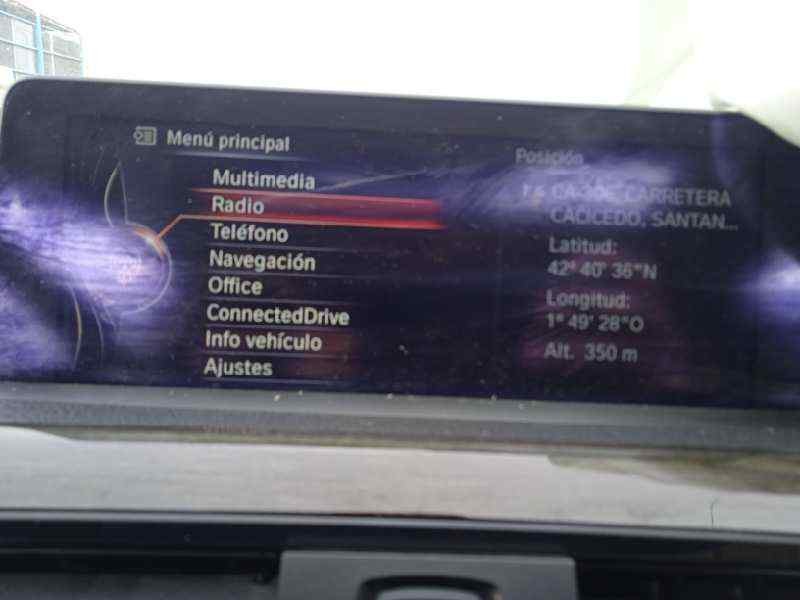 Menú principal
Multimedia
Radio
Teléfono
Navegación
Office
ConnectedDrive
Info vehículo
Ajustes
Posición
CARRETERA
CACICEDO, SANTAN...
Latitud:
42° 40' 36"N
Longitud:
1° 49' 28"O
Alt. 350 m